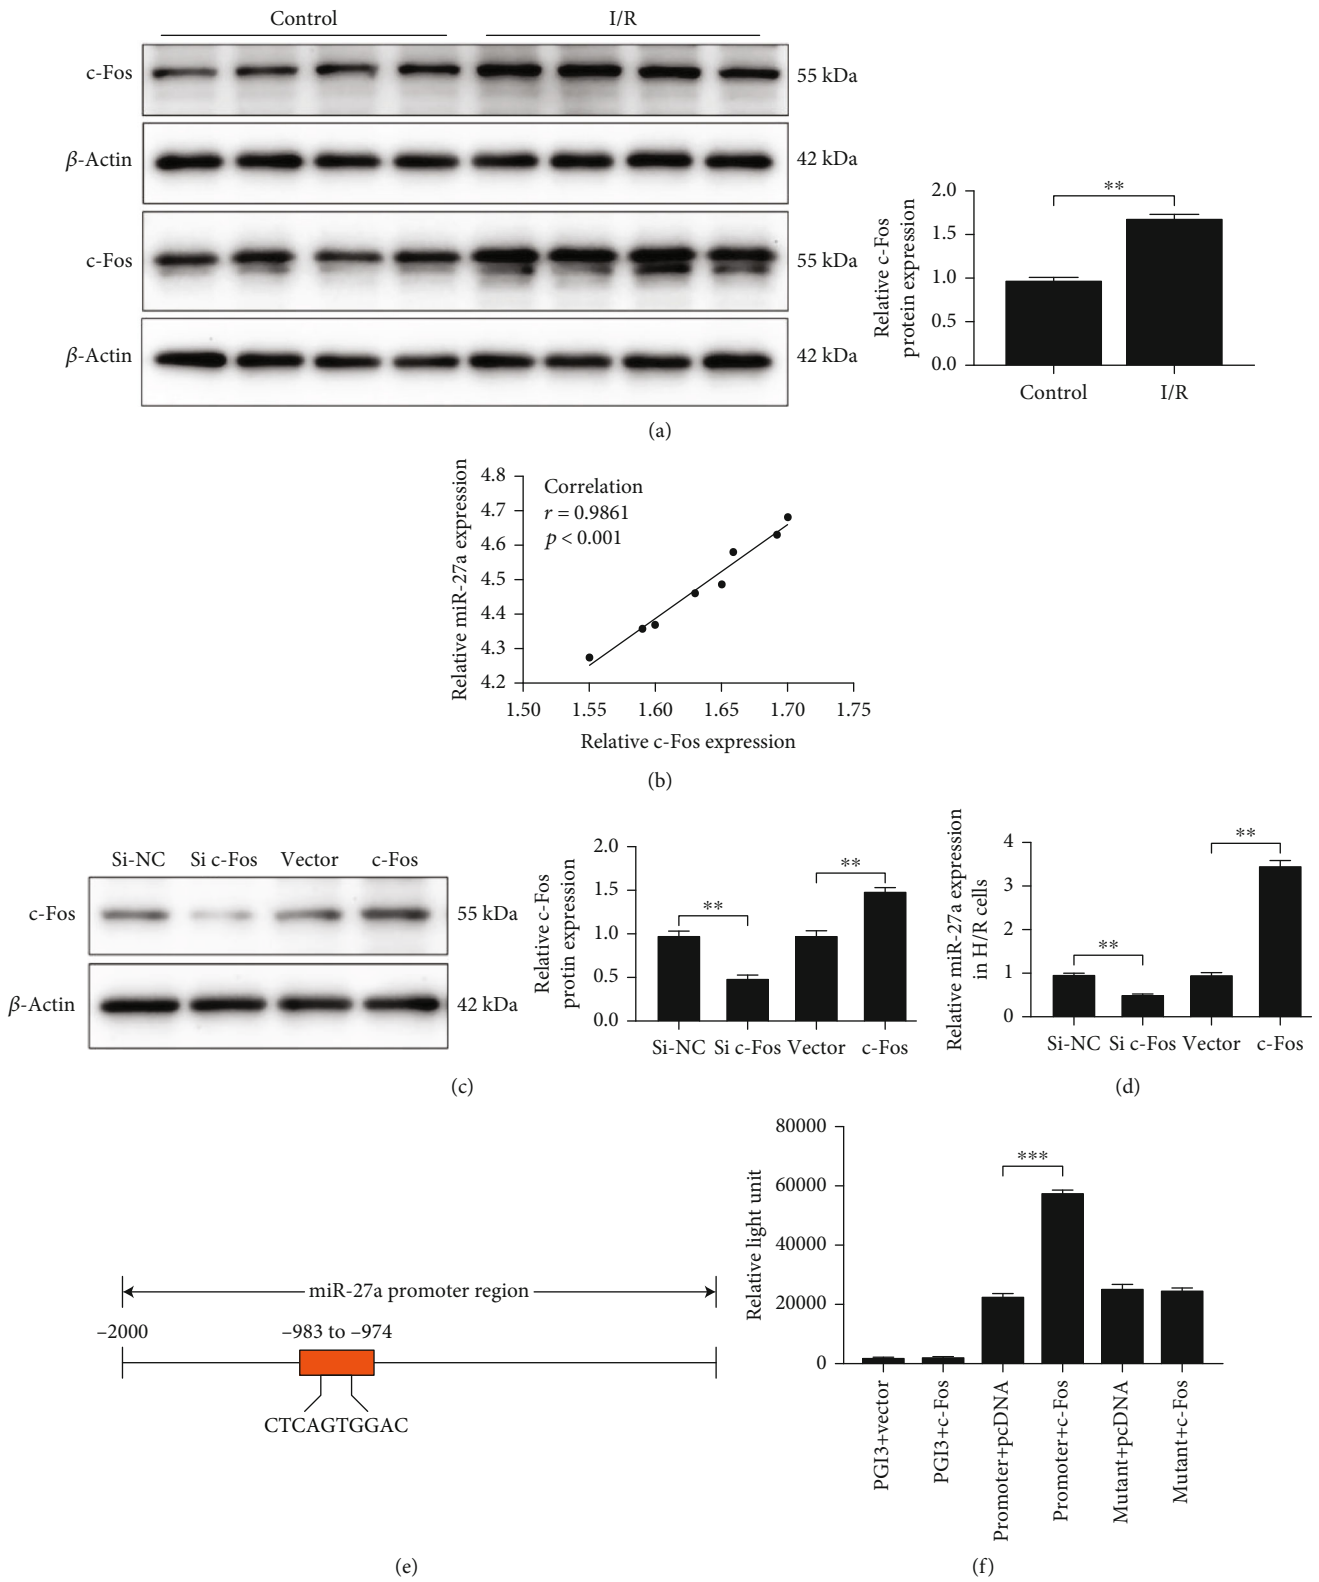 Control I/R
c-Fos 55 kDa
β-Actin 42 kDa
c-Fos 55 kDa
β-Actin 42 kDa
Relative c-Fos
protein expression
2.0
1.5
1.0
0.5
0.0
**
Control I/R
(a)
Relative miR-27a expression
4.8
4.7
4.6
4.5
4.4
4.3
4.2
Correlation
r = 0.9861
p < 0.001
1.50 1.55 1.60 1.65 1.70 1.75
Relative c-Fos expression
(b)
Si-NC Si c-Fos Vector c-Fos
c-Fos 55 kDa
β-Actin 42 kDa
Relative c-Fos
protin expression
2.0
1.5
1.0
0.5
0.0
** **
Si-NC Si c-Fos Vector c-Fos
(c)
Relative miR-27a expression
in H/R cells
4
3
2
1
0
** **
Si-NC Si c-Fos Vector c-Fos
(d)
miR-27a promoter region
−2000 −983 to −974
CTCAGTGGAC
(e)
Relative light unit
80000
60000
40000
20000
0
***
PGI3+vector
PGI3+c-Fos
Promoter+pcDNA
Promoter+c-Fos
Mutant+pcDNA
Mutant+c-Fos
(f)